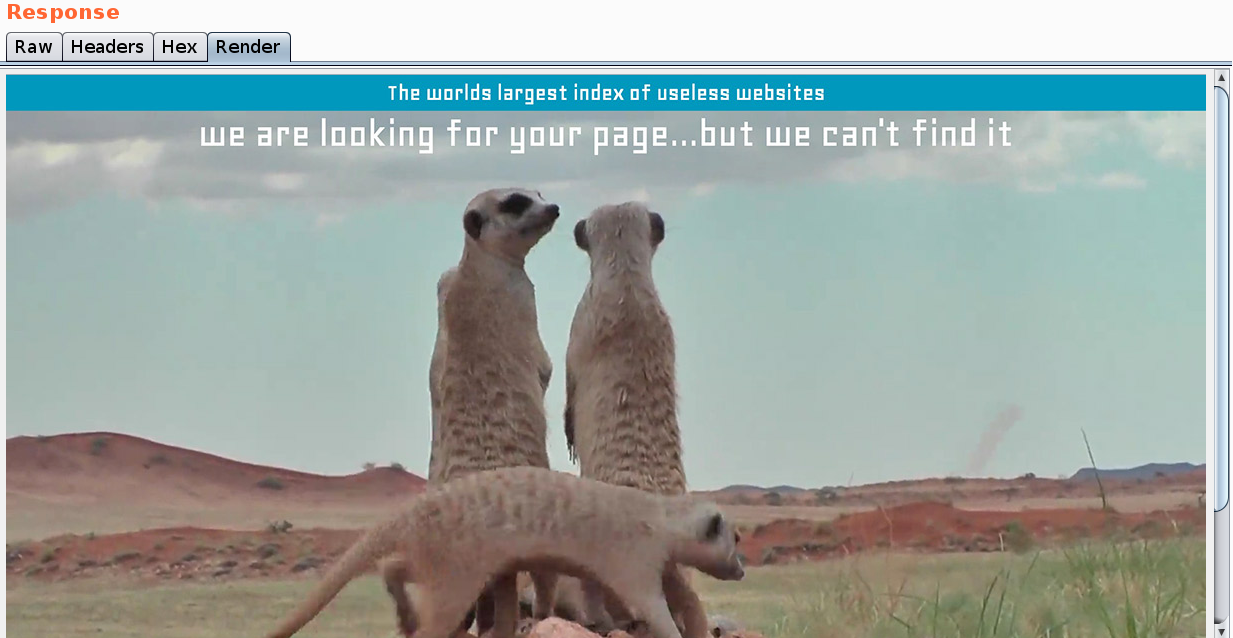 Response
Raw Headers Hex Render
The worlds largest index of useless websites
we are looking for your page...but we can't find it